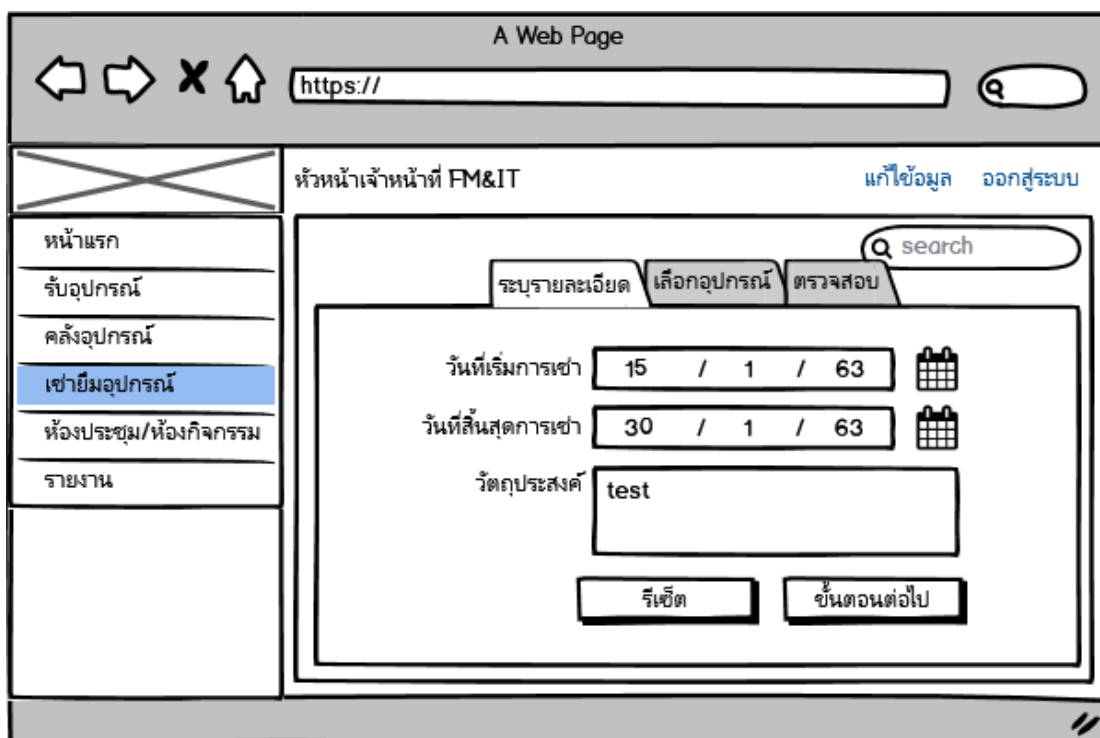 A Web Page
https://
หัวหน้าเจ้าหน้าที่ FM&IT
แก้ไข้อมูล
ออกสู่ระบบ
หน้าแรก
รับอุปกรณ์
คลังอุปกรณ์
เช่ายืมอุปกรณ์
ห้องประชุม/ห้องกิจกรรม
รายงาน
search
ระบุรายละเอียด
เลือกอุปกรณ์
ตรวจสอบ
วันที่เริ่มการเช่า 15 / 1 / 63
วันที่สิ้นสุดการเช่า 30 / 1 / 63
วัตถุประสงค์ test
รีเซ็ต
ขั้นตอนต่อไป